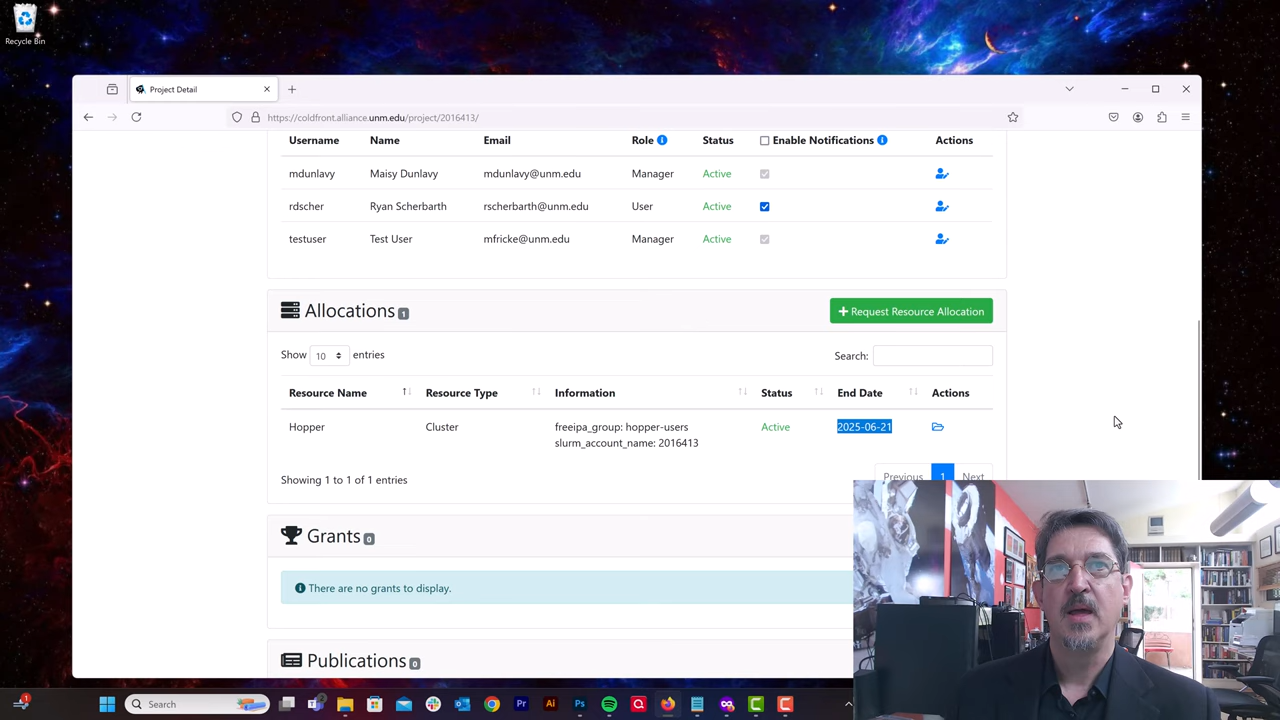 Recycle Bin
Project Detail
https://coldfront.alliance.unm.edu/project/2016413/
Username Name Email Role Status Enable Notifications Actions
mdunlavy Maisy Dunlavy mdunlavy@unm.edu Manager Active
rdscher Ryan Scherbarth rscherbarth@unm.edu User Active
testuser Test User mfricke@unm.edu Manager Active
Allocations 1
Request Resource Allocation
Show 10 entries
Search:
Resource Name Resource Type Information Status End Date Actions
Hopper Cluster freeipa_group: hopper-users Active 2025-06-21
slurm_account_name: 2016413
Showing 1 to 1 of 1 entries
Previous 1 Next
Grants 0
There are no grants to display.
Publications 0
1
Search